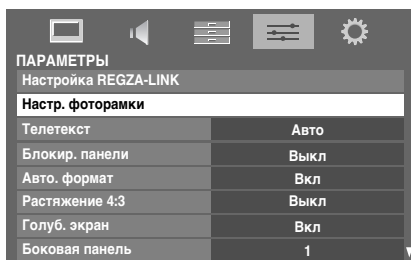 ПАРАМЕТРЫ
Настройка REGZA-LINK
Настр. фоторамки
Телетекст Авто
Блокир. панели Выкл
Авто. формат Вкл
Растяжение 4:3 Выкл
Голуб. экран Вкл
Боковая панель 1